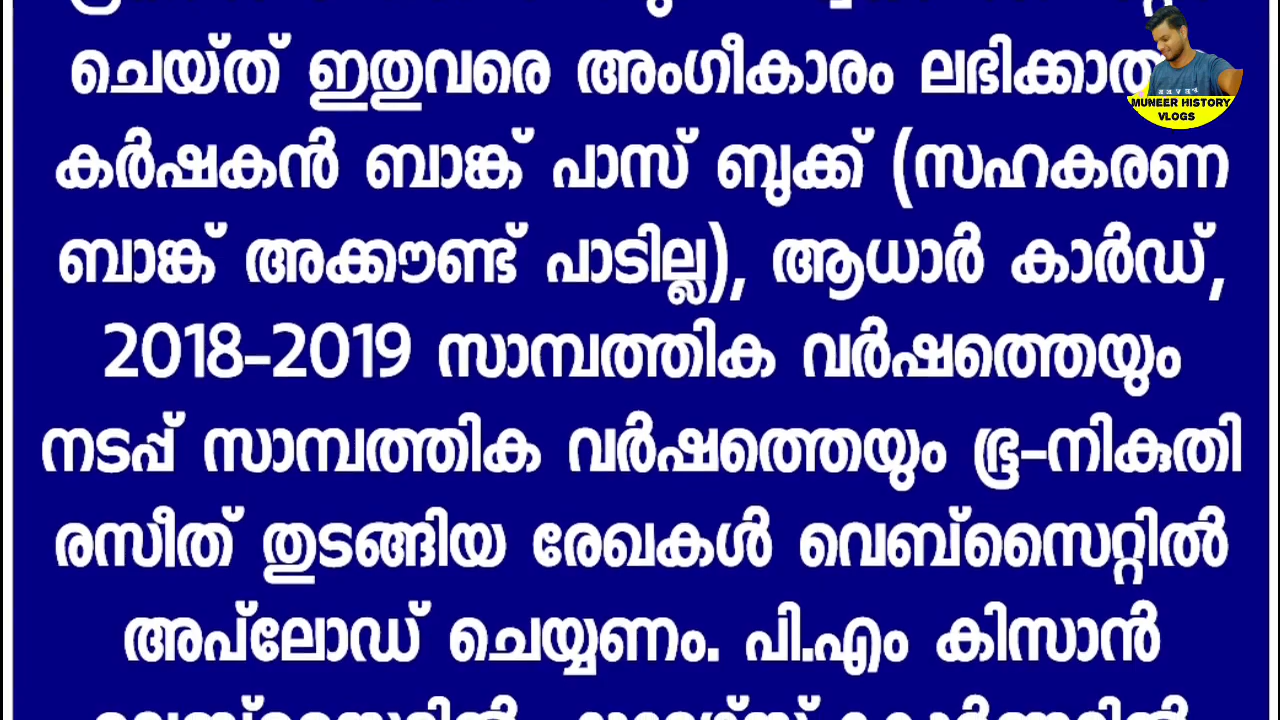 ചെയ്ത് ഇതുവരെ അംഗീകാരം ലഭിക്കാത്ത
MUNEER HISTORY
VLOGS
കർഷകൻ ബാങ്ക് പാസ് ബുക്ക് (സഹകരണ
ബാങ്ക് അക്കൗണ്ട് പാടില്ല), ആധാർ കാർഡ്,
2018-2019 സാമ്പത്തിക വർഷത്തെയും
നടപ്പ് സാമ്പത്തിക വർഷത്തെയും ഭൂ-നികുതി
രസീത് തുടങ്ങിയ രേഖകൾ വെബ്സൈറ്റിൽ
അപ്‌ലോഡ് ചെയ്യണം. പി.എം കിസാൻ